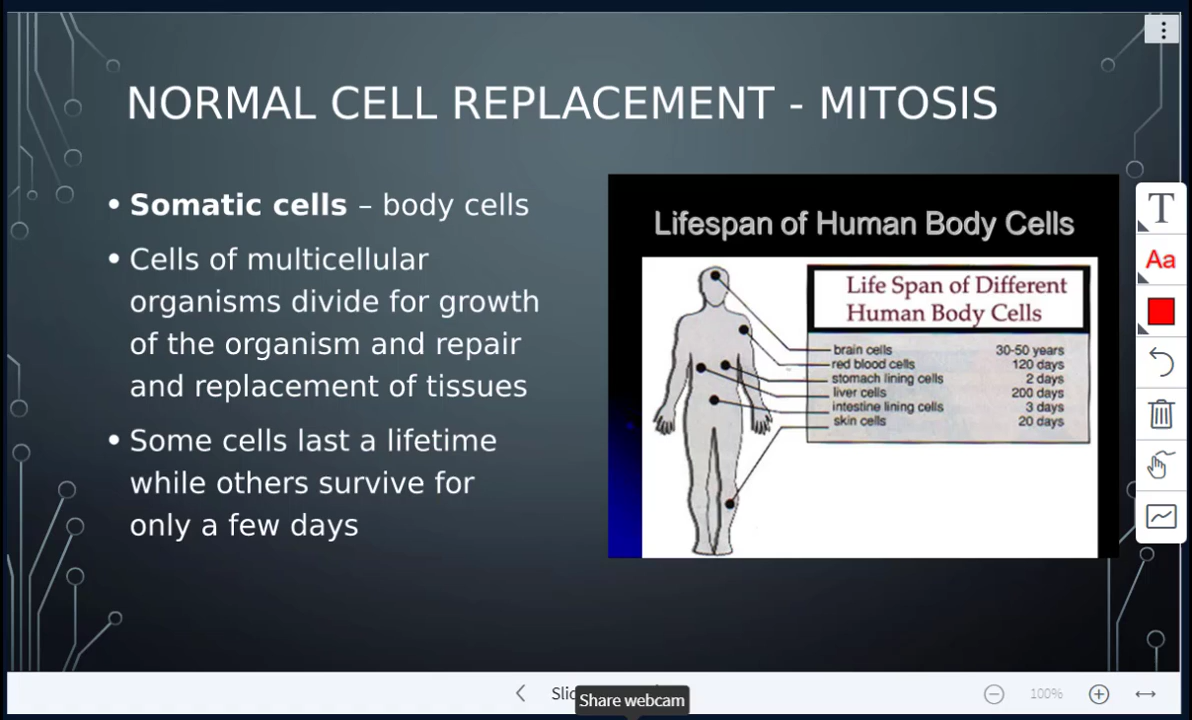 NORMAL CELL REPLACEMENT - MITOSIS
• Somatic cells – body cells
• Cells of multicellular
organisms divide for growth
of the organism and repair
and replacement of tissues
• Some cells last a lifetime
while others survive for
only a few days
Lifespan of Human Body Cells
Life Span of Different
Human Body Cells
brain cells 30-50 years
red blood cells 120 days
stomach lining cells 2 days
liver cells 200 days
intestine lining cells 3 days
skin cells 20 days
T
Aa
Share webcam
100%